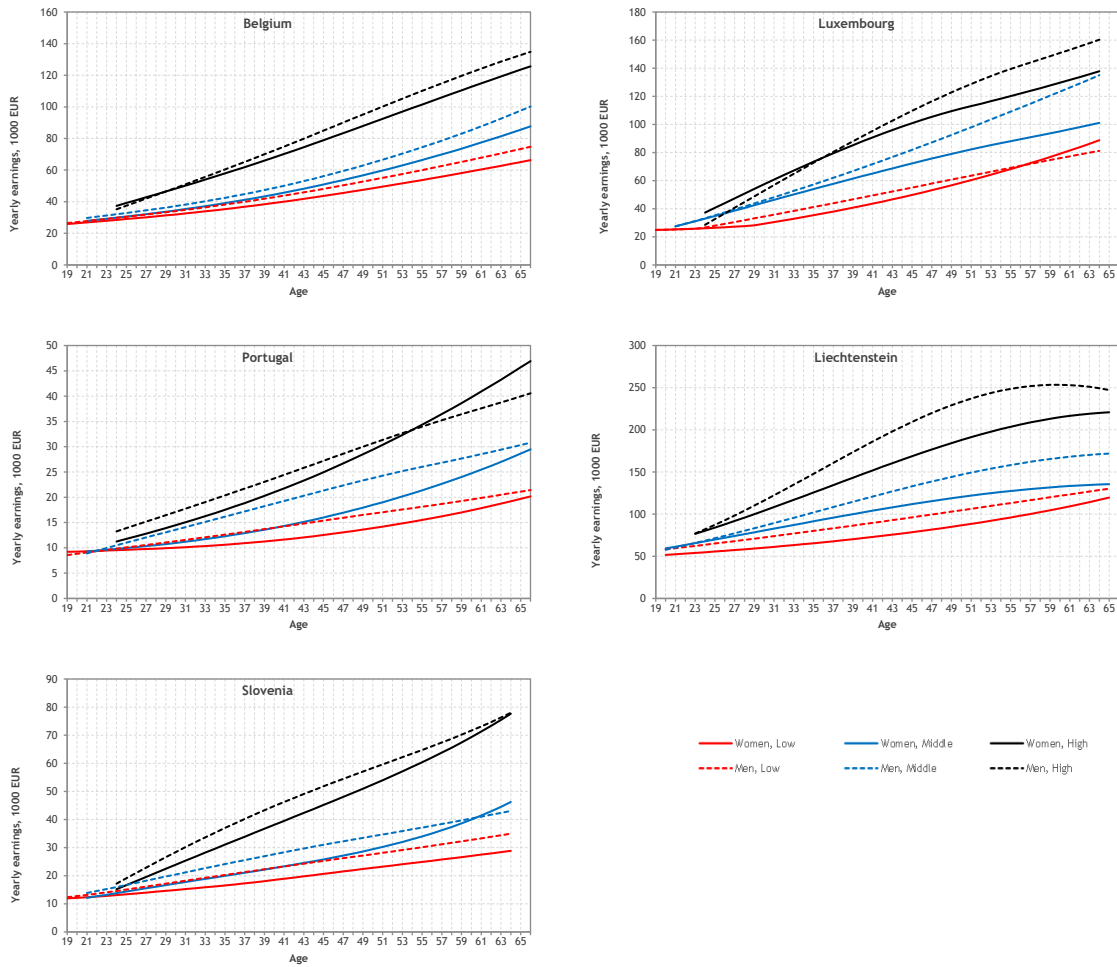 Belgium
160
140
120
100
80
60
40
20
0
Yearly earnings, 1000 EUR
19 21 23 25 27 29 31 33 35 37 39 41 43 45 47 49 51 53 55 57 59 61 63 65
Age
Luxembourg
180
160
140
120
100
80
60
40
20
0
Yearly earnings, 1000 EUR
19 21 23 25 27 29 31 33 35 37 39 41 43 45 47 49 51 53 55 57 59 61 63 65
Age
Portugal
50
45
40
35
30
25
20
15
10
5
0
Yearly earnings, 1000 EUR
19 21 23 25 27 29 31 33 35 37 39 41 43 45 47 49 51 53 55 57 59 61 63 65
Age
Liechtenstein
300
250
200
150
100
50
0
Yearly earnings, 1000 EUR
19 21 23 25 27 29 31 33 35 37 39 41 43 45 47 49 51 53 55 57 59 61 63 65
Age
Slovenia
90
80
70
60
50
40
30
20
10
0
Yearly earnings, 1000 EUR
19 21 23 25 27 29 31 33 35 37 39 41 43 45 47 49 51 53 55 57 59 61 63 65
Age
Women, Low Women, Middle Women, High
Men, Low Men, Middle Men, High